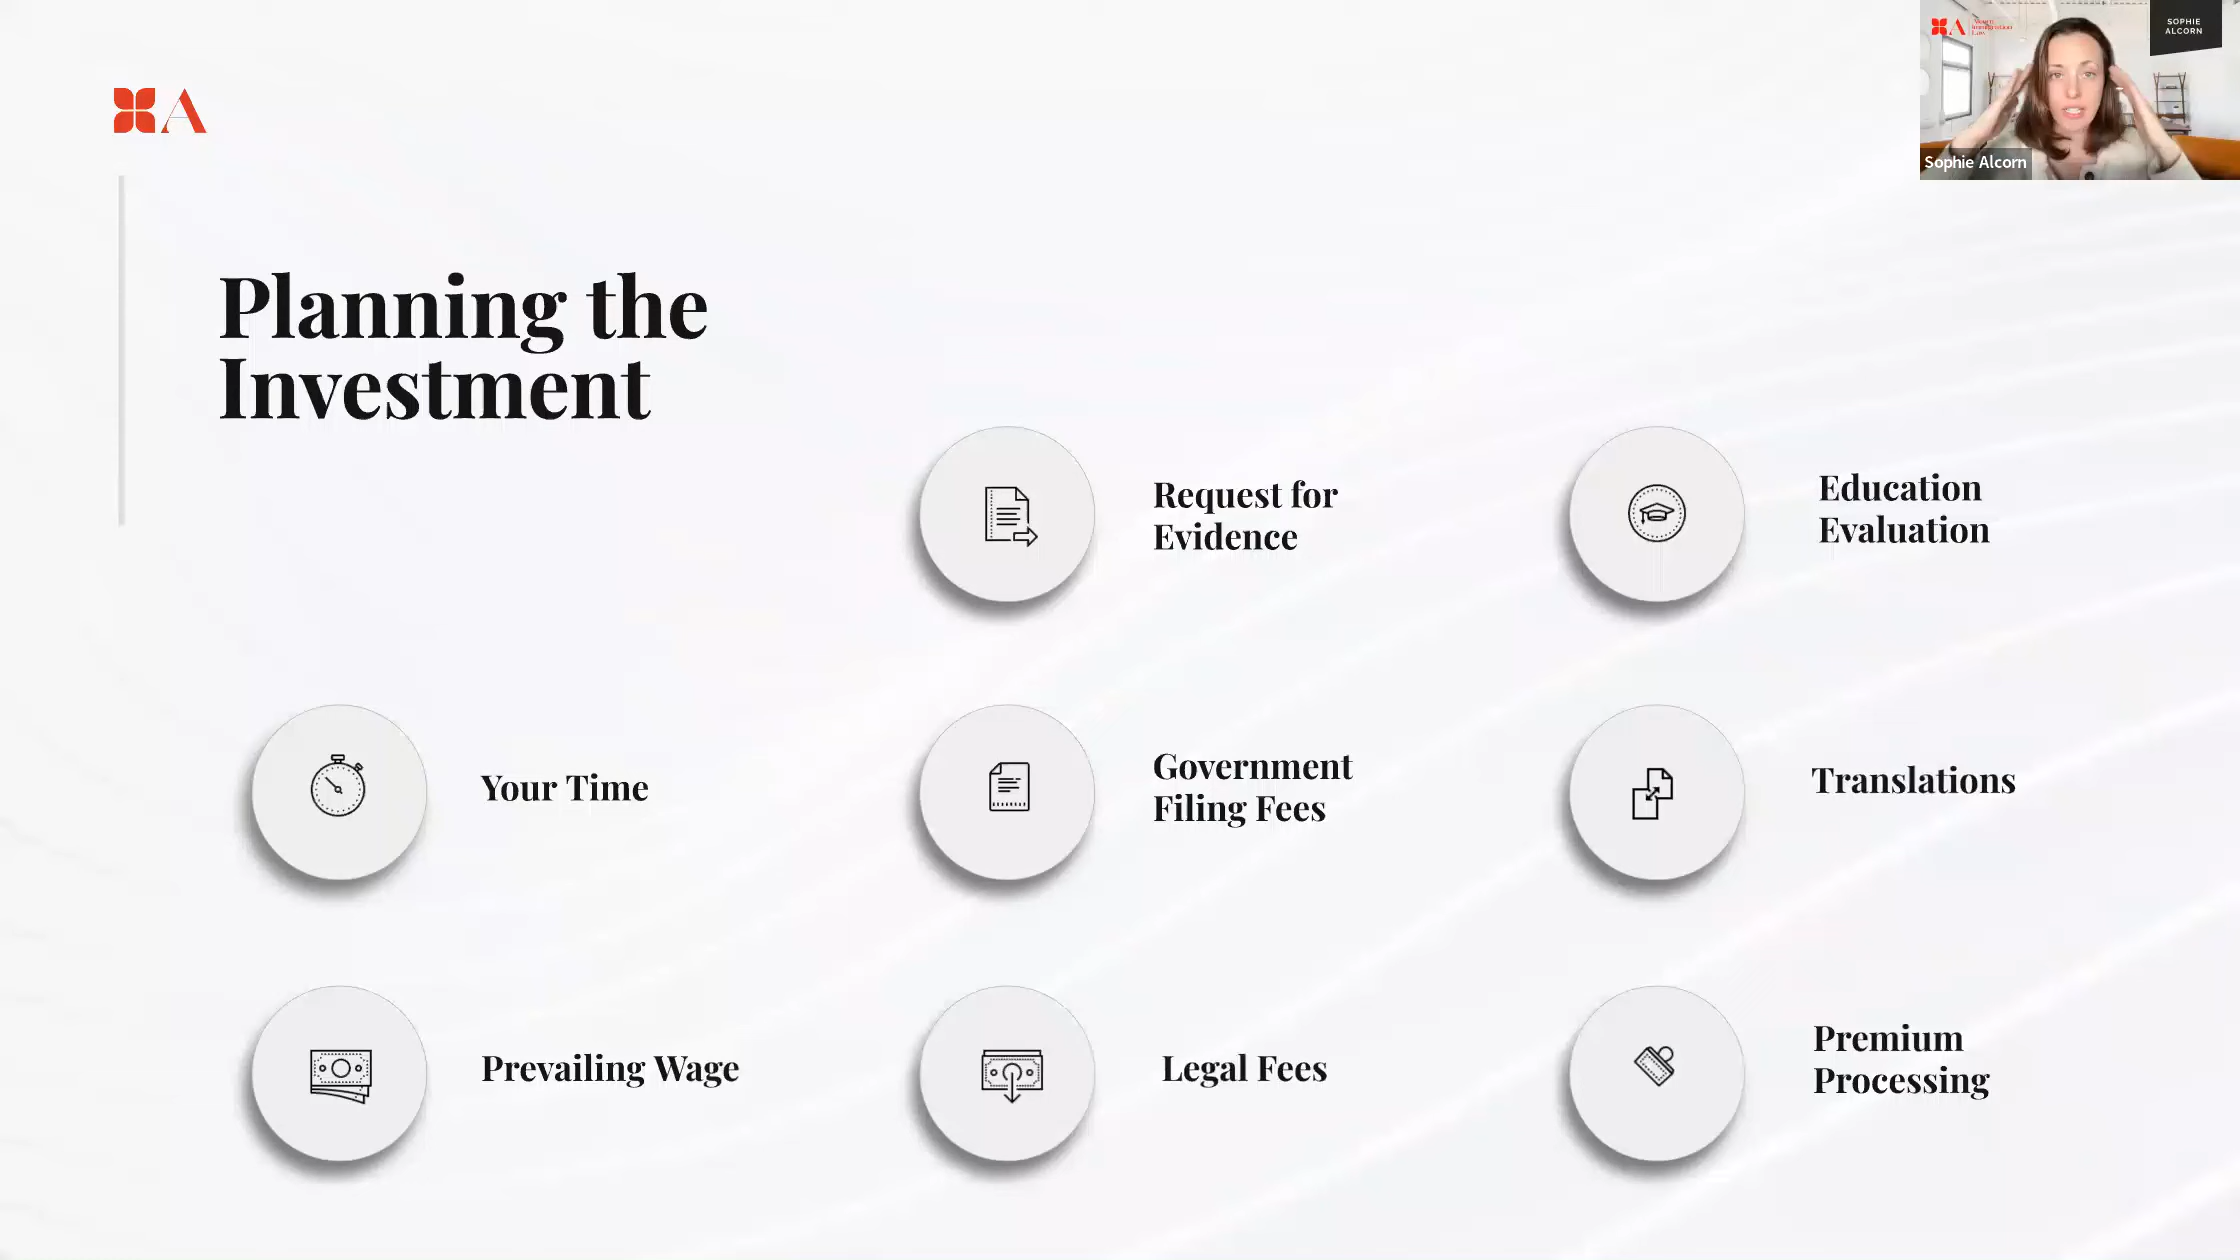 A
Planning the
Investment
Request for
Evidence
Education
Evaluation
Your Time
Government
Filing Fees
Translations
Prevailing Wage
Legal Fees
Premium
Processing
A
SOPHIE
ALCORN
Sophie Alcorn